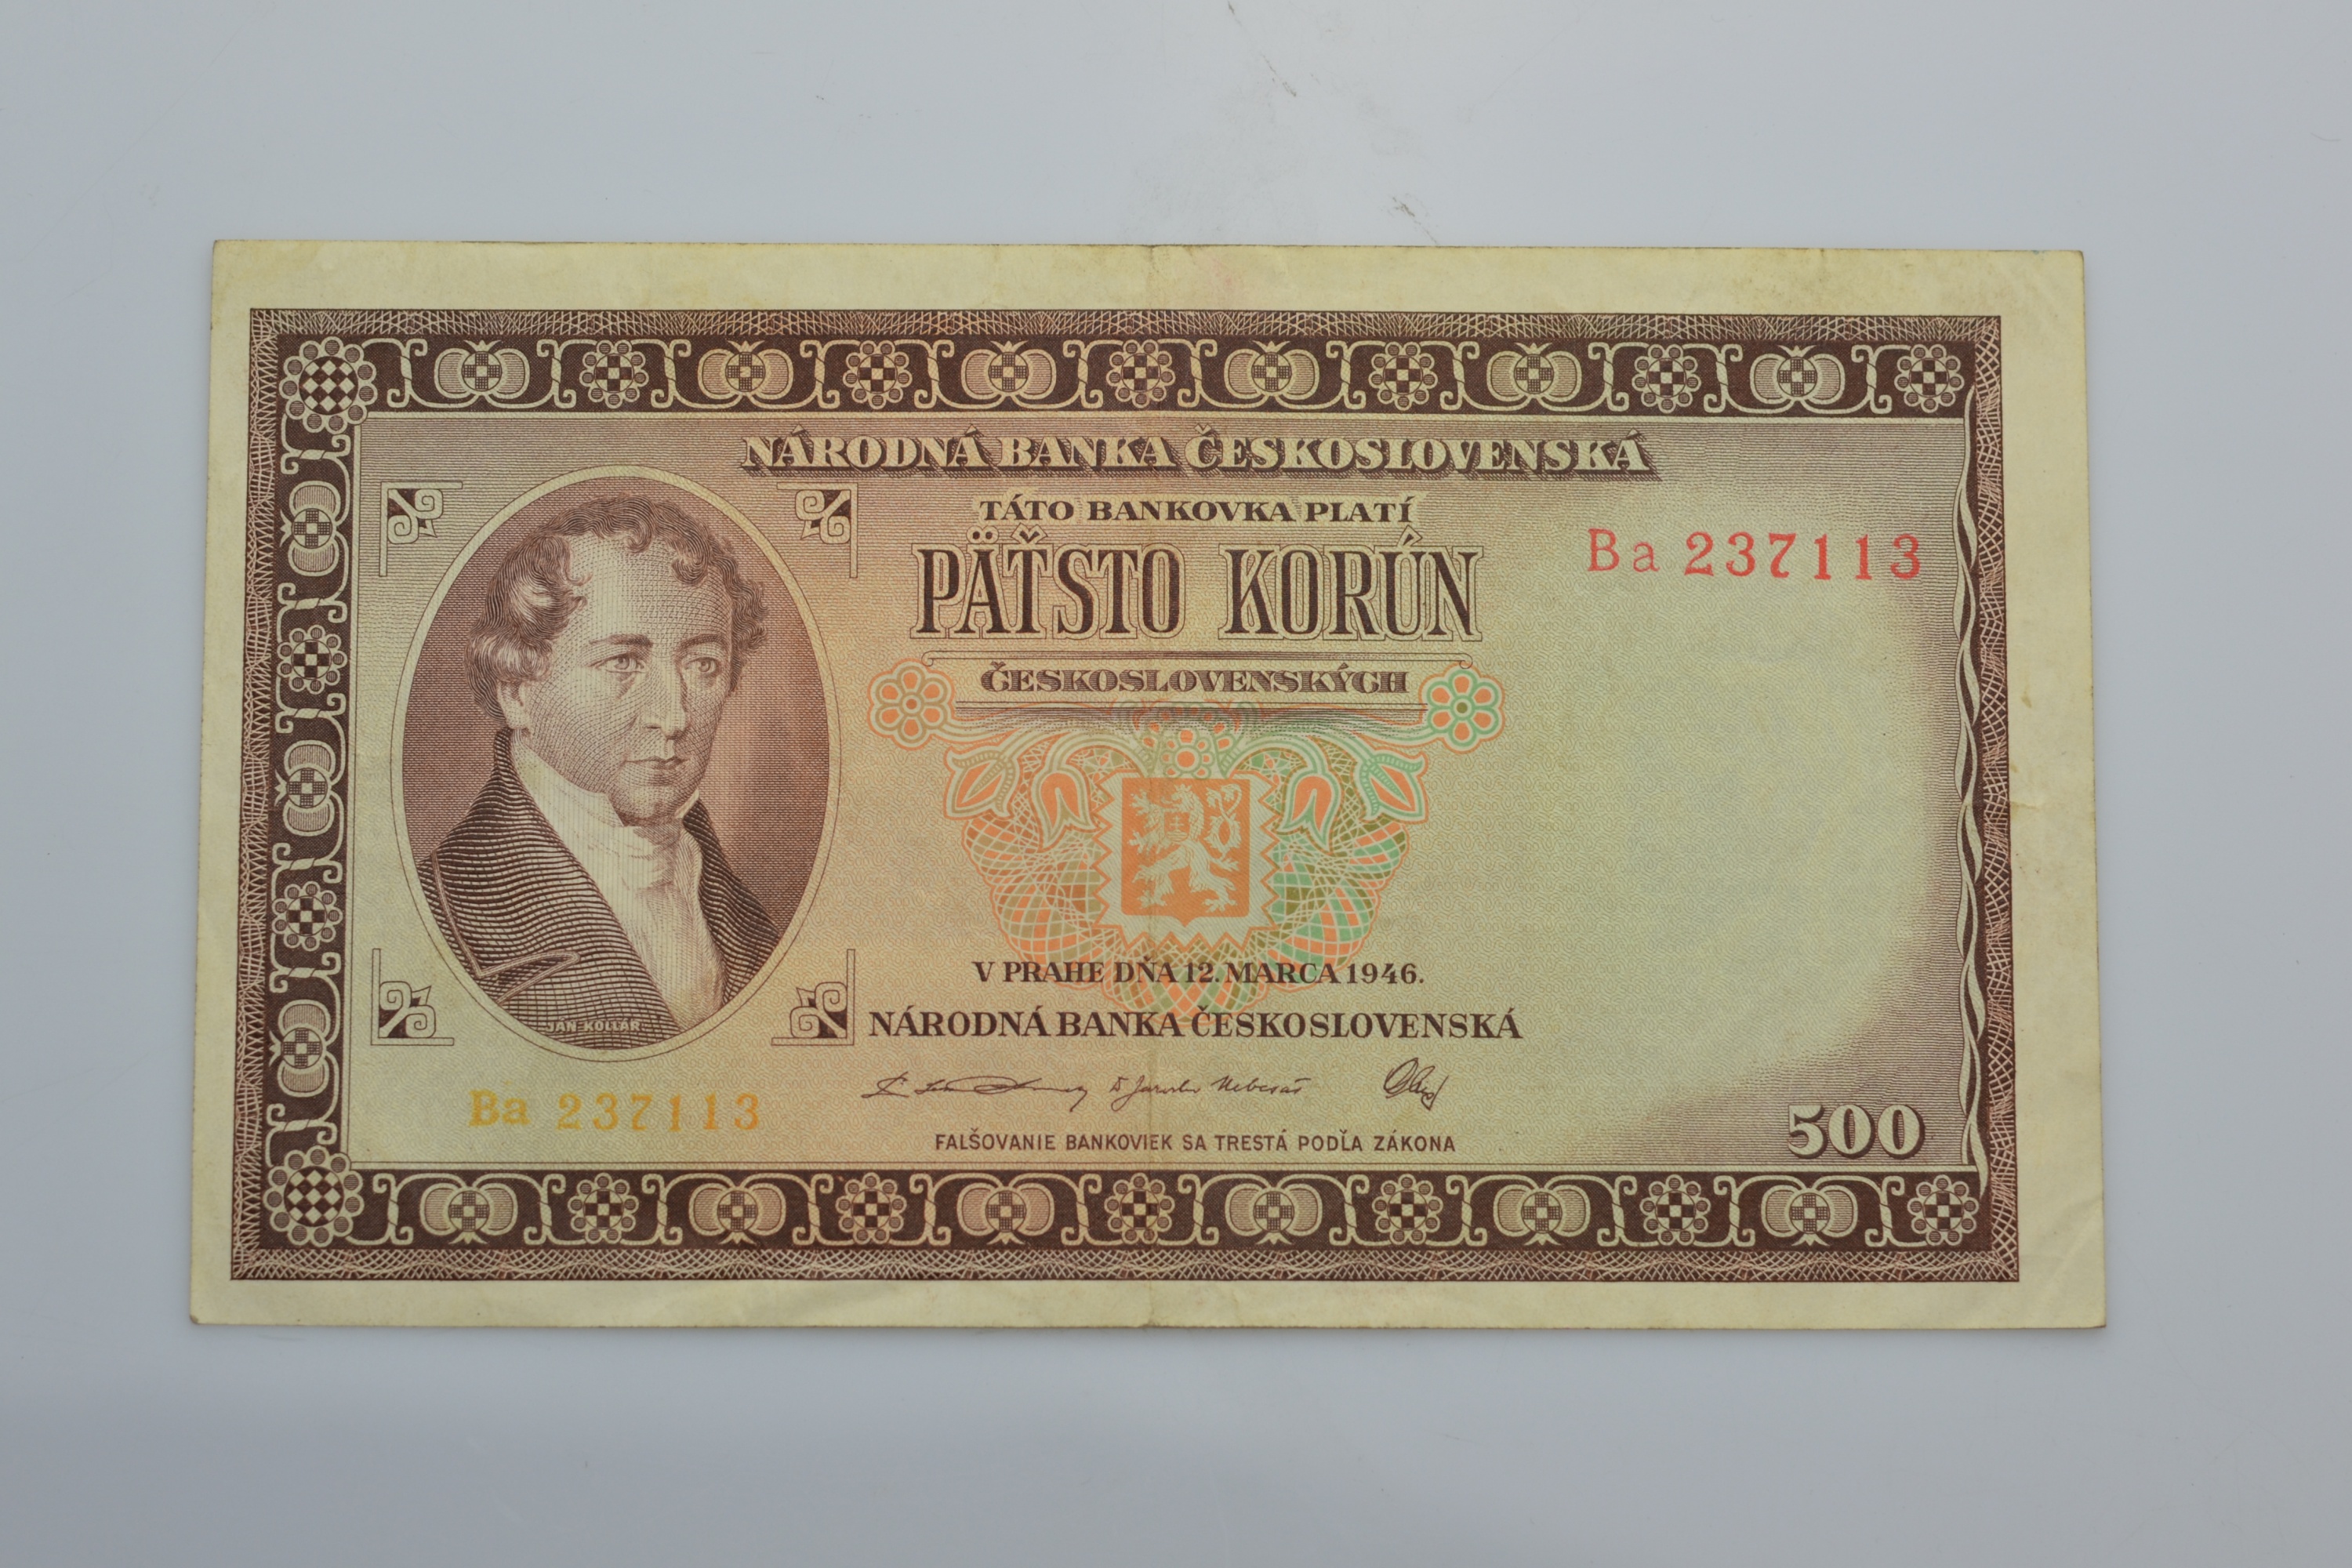 NÁRODNÁ BANKA ČESKOSLOVENSKÁ
TÁTO BANKOVKA PLATÍ
PÄŤSTO KORÚN
ČESKOSLOVENSKÝCH
Ba 237113
V PRAHE DŇA 12. MARCA 1946.
NÁRODNÁ BANKA ČESKOSLOVENSKÁ
JÁN KOLLÁR
Ba 237113
FALŠOVANIE BANKOVIEK SA TRESTÁ PODĽA ZÁKONA
500